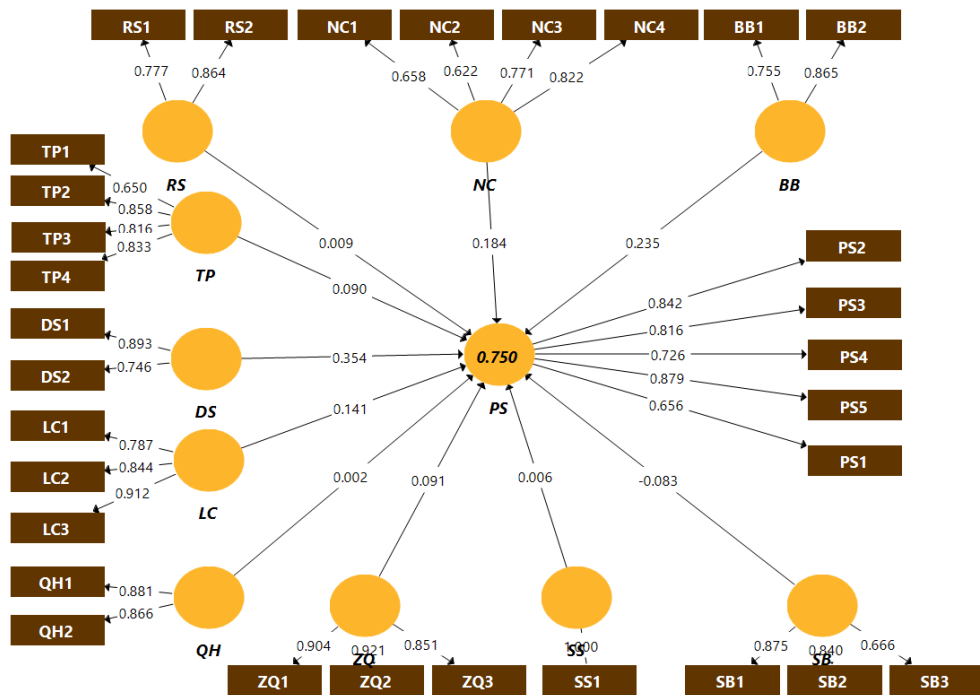 RS1 RS2 NC1 NC2 NC3 NC4 BB1 BB2
0.777 0.864 0.658 0.622 0.771 0.822 0.755 0.865
RS NC BB
TP1
TP2
TP3
TP4
0.650
0.858
0.816
0.833
TP
0.009
0.184
0.235
0.090
DS1
DS2
0.893
0.746
DS
0.354
0.750
PS
PS2
PS3
PS4
PS5
PS1
0.842
0.816
0.726
0.879
0.656
LC1
LC2
LC3
0.787
0.844
0.912
LC
0.141
0.002
0.091
0.006
-0.083
QH1
QH2
0.881
0.866
QH
0.904 0.921 0.851
ZQ
1.000
SS
0.875 0.840 0.666
SB
ZQ1 ZQ2 ZQ3 SS1 SB1 SB2 SB3